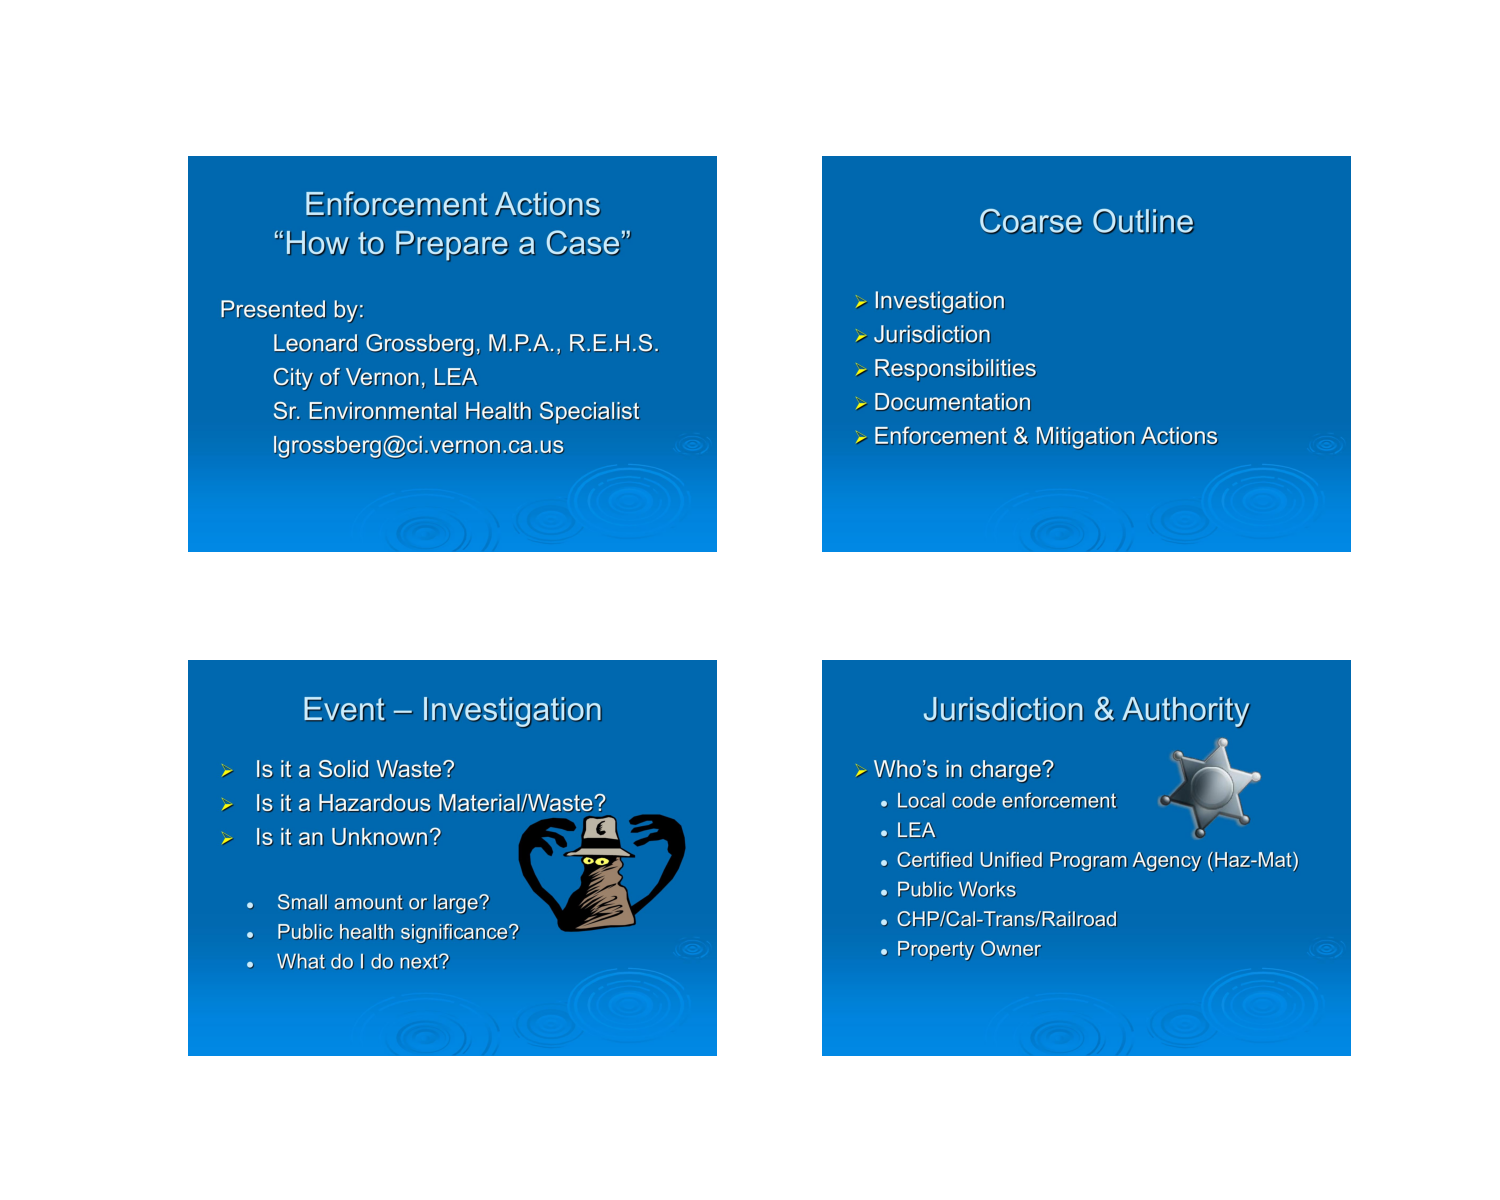 Enforcement Actions
“How to Prepare a Case”
Presented by:
Leonard Grossberg, M.P.A., R.E.H.S.
City of Vernon, LEA
Sr. Environmental Health Specialist
lgrossberg@ci.vernon.ca.us
Coarse Outline
Investigation
Jurisdiction
Responsibilities
Documentation
Enforcement & Mitigation Actions
Event – Investigation
Is it a Solid Waste?
Is it a Hazardous Material/Waste?
Is it an Unknown?
Small amount or large?
Public health significance?
What do I do next?
Jurisdiction & Authority
Who’s in charge?
Local code enforcement
LEA
Certified Unified Program Agency (Haz-Mat)
Public Works
CHP/Cal-Trans/Railroad
Property Owner